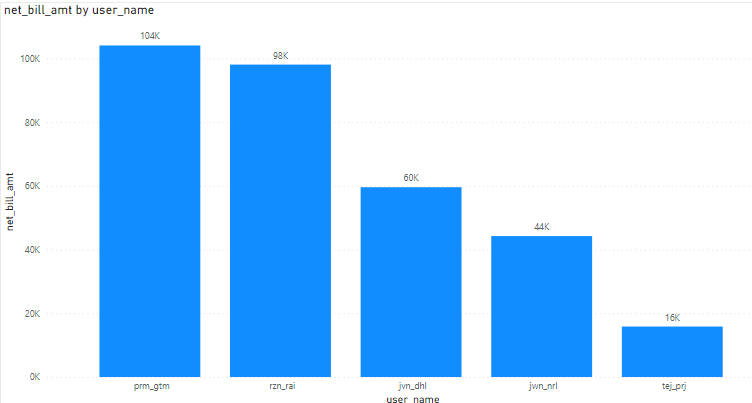 net_bill_amt by user_name
104K
98K
60K
44K
16K
100K
80K
60K
40K
20K
0K
net_bill_amt
prm_gtm rzn_rai jvn_dhl jwn_nrl tej_prj
user_name